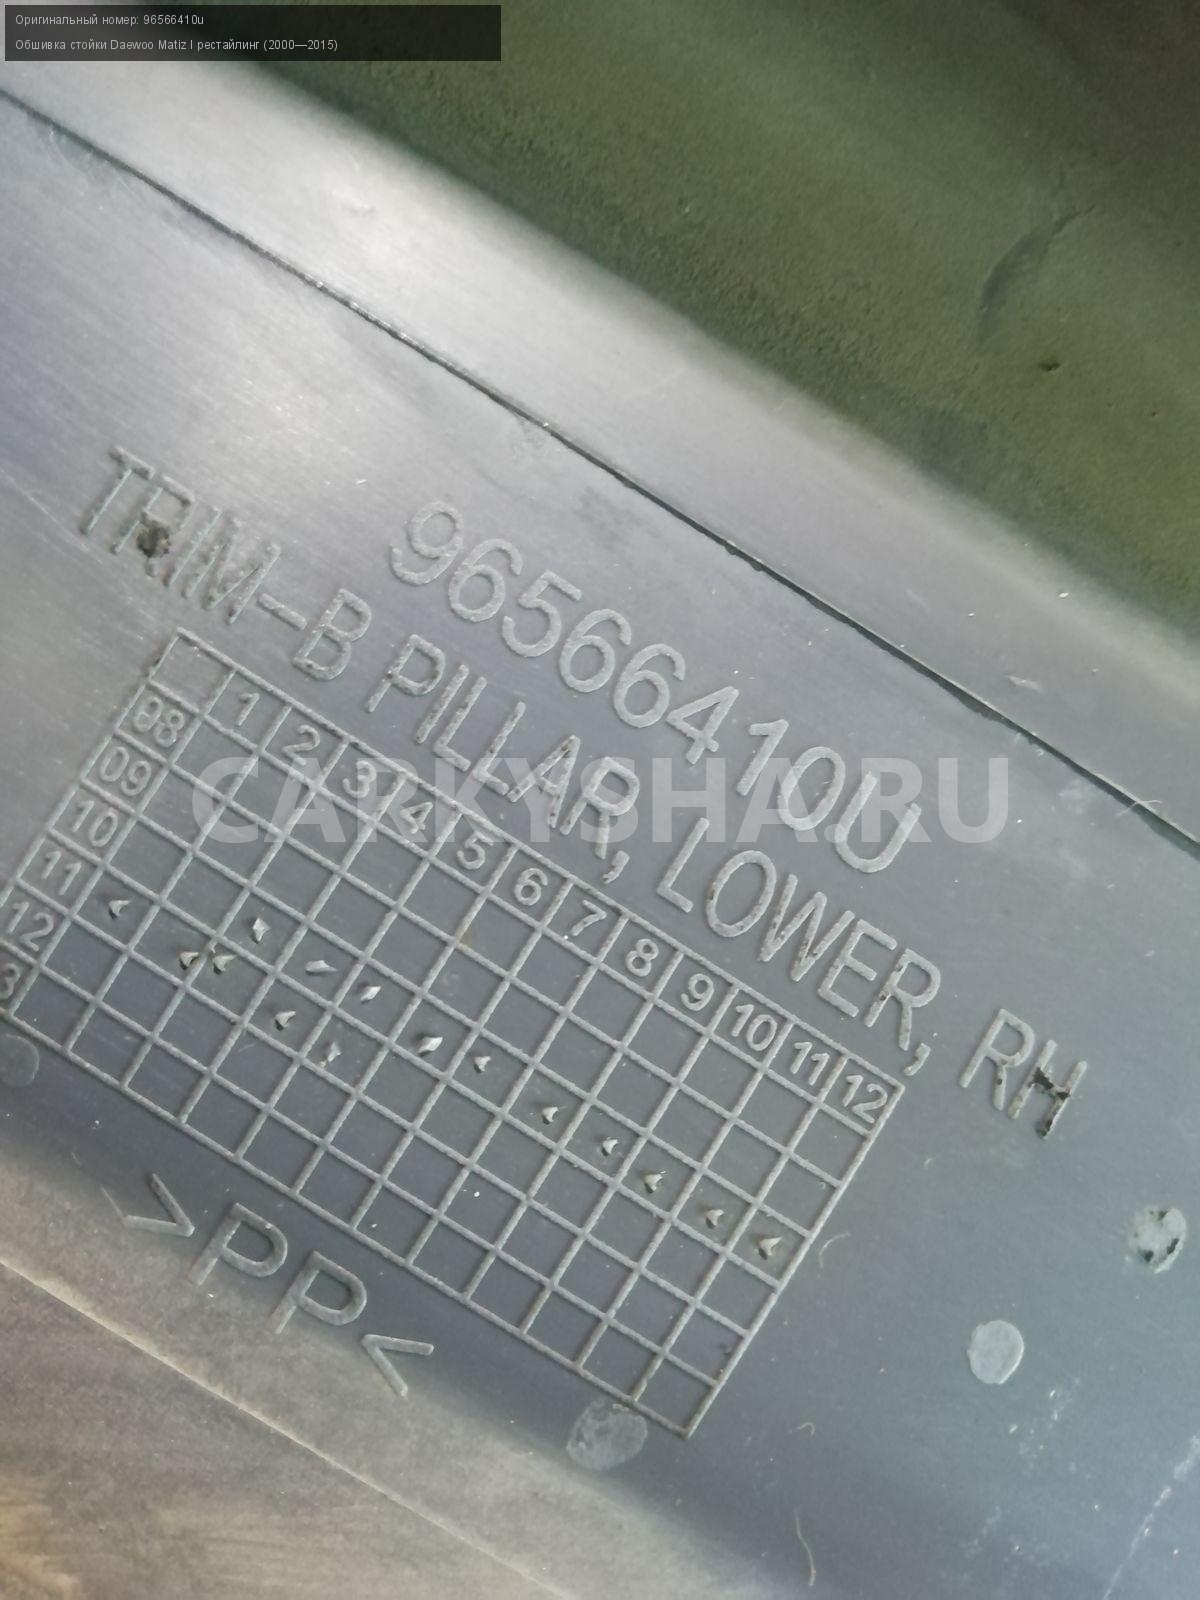 Оригинальный номер: 96566410u
Обшивка стойки Daewoo Matiz I рестайлинг (2000—2015)
96566410U
TRIM-B PILLAR, LOWER, RH
1 2 3 4 5 6 7 8 9 10 11 12
08
09
10
11
12
3
>PP<
CARKYSHA.RU